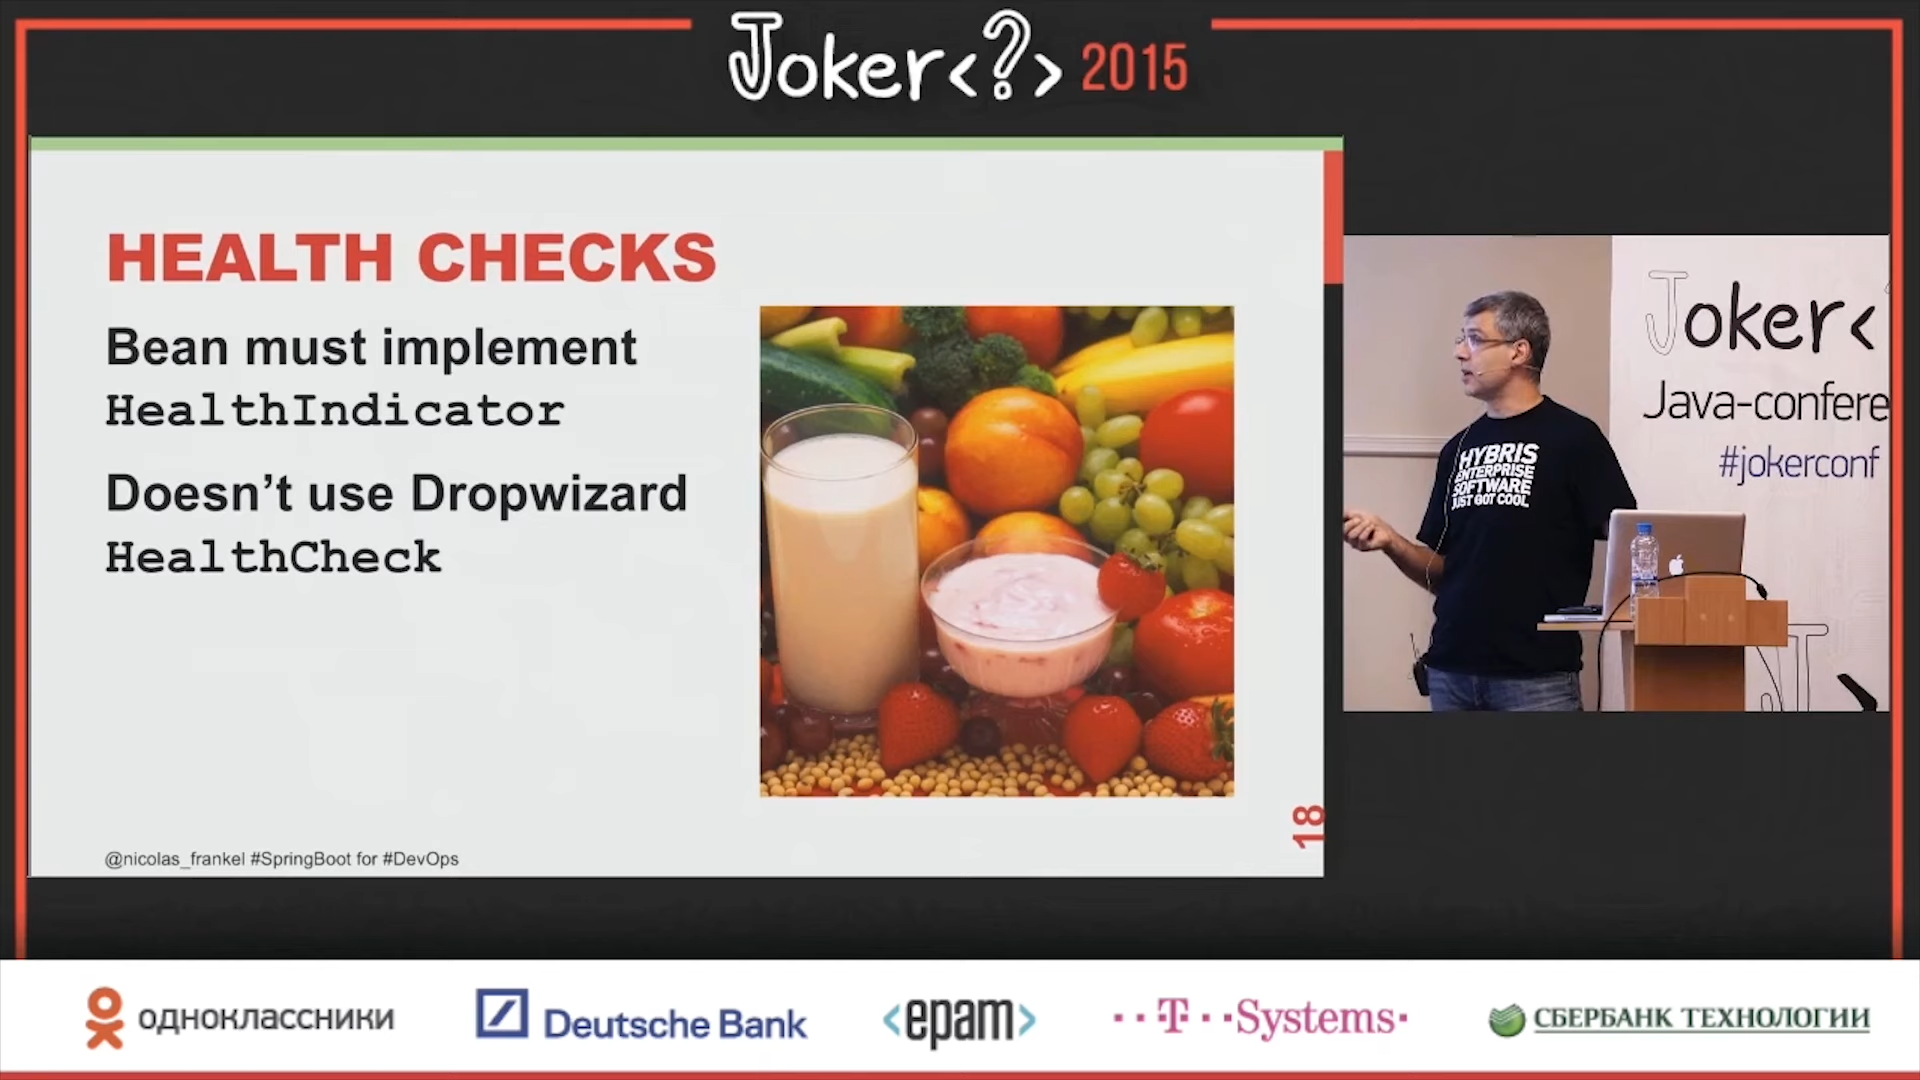 Joker<?> 2015
HEALTH CHECKS
Bean must implement
HealthIndicator
Doesn’t use Dropwizard
HealthCheck
@nicolas_frankel #SpringBoot for #DevOps
18
Joker<
Java-confere
#jokerconf
HYBRIS
ENTERPRISE
SOFTWARE
JUST GOT COOL
одноклассники
Deutsche Bank
<epam>
T Systems
СБЕРБАНК ТЕХНОЛОГИИ